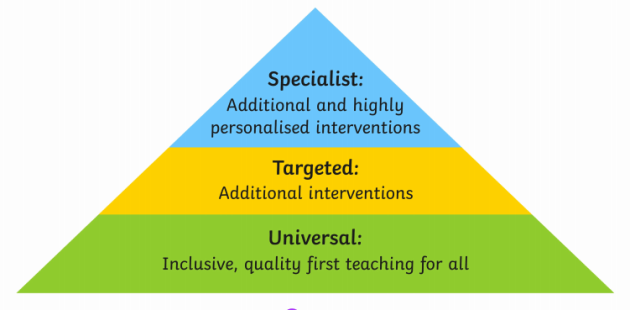 Specialist:
Additional and highly
personalised interventions
Targeted:
Additional interventions
Universal:
Inclusive, quality first teaching for all